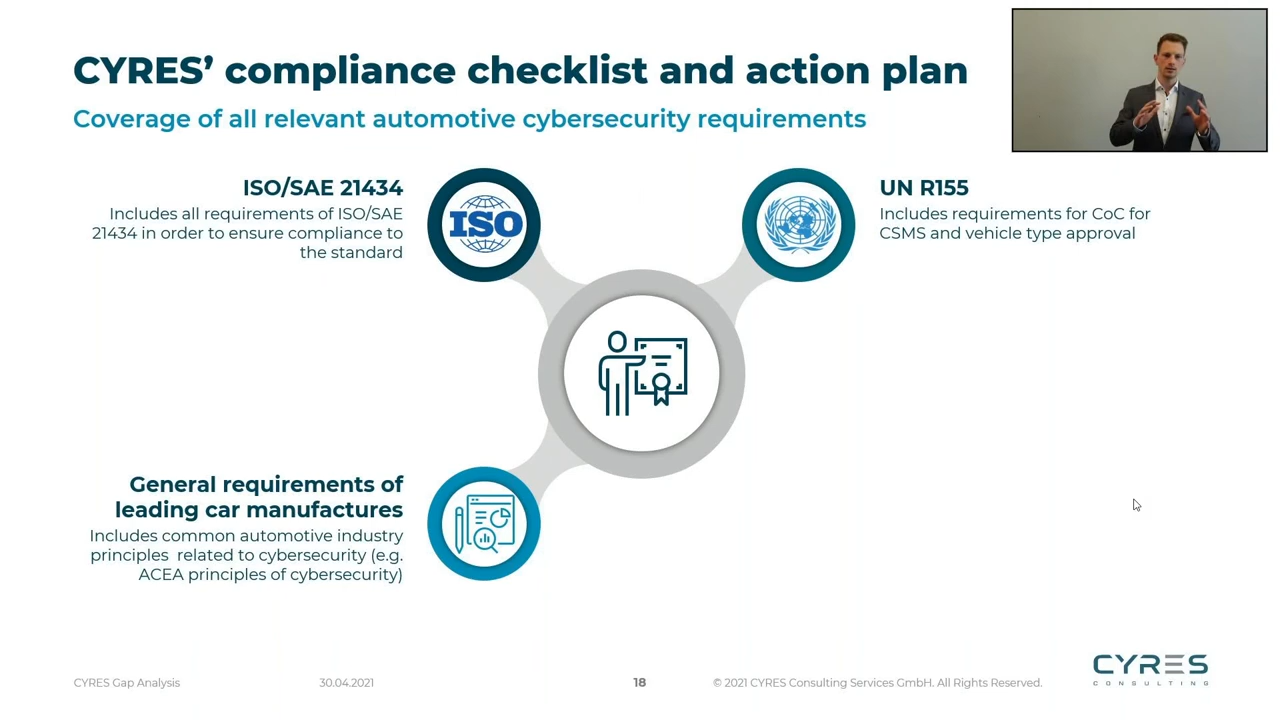 CYRES’ compliance checklist and action plan
Coverage of all relevant automotive cybersecurity requirements
ISO/SAE 21434
Includes all requirements of ISO/SAE
21434 in order to ensure compliance to
the standard
ISO
UN R155
Includes requirements for CoC for
CSMS and vehicle type approval
General requirements of
leading car manufactures
Includes common automotive industry
principles related to cybersecurity (e.g.
ACEA principles of cybersecurity)
CYRES Gap Analysis
30.04.2021
18
© 2021 CYRES Consulting Services GmbH. All Rights Reserved.
CYRES
CONSULTING